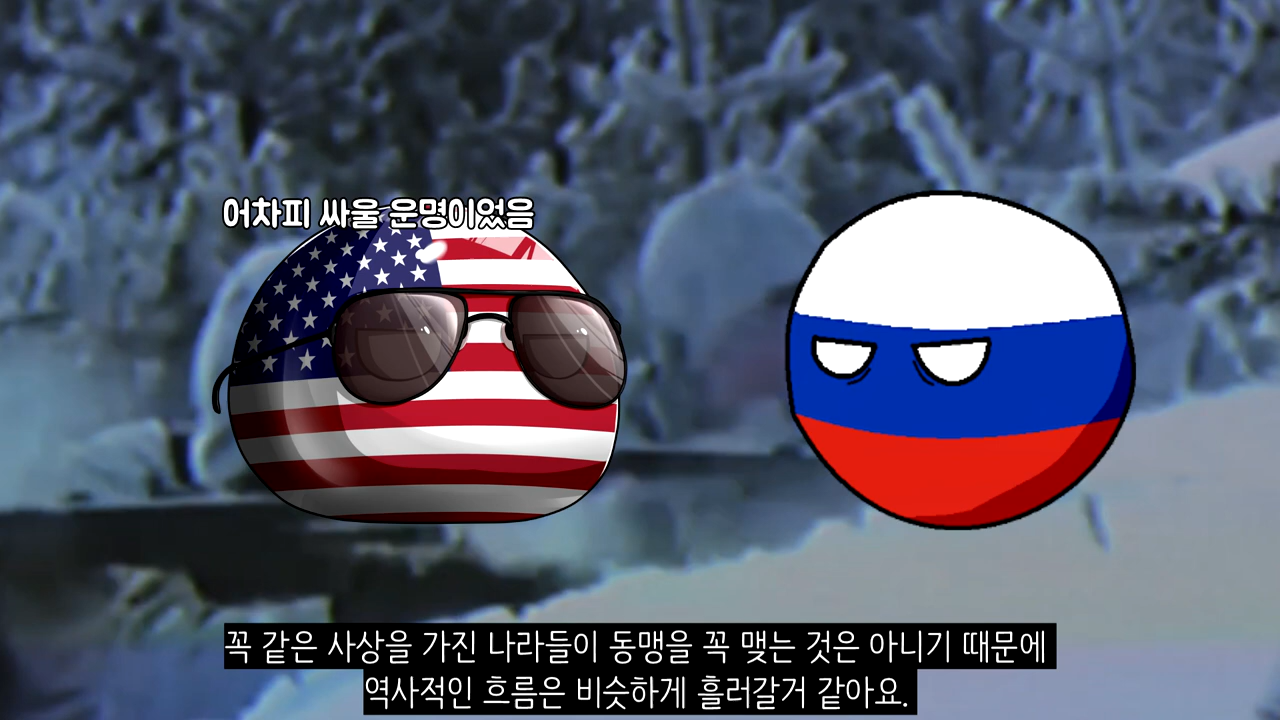 어차피 싸울 운명이었음
꼭 같은 사상을 가진 나라들이 동맹을 꼭 맺는 것은 아니기 때문에
역사적인 흐름은 비슷하게 흘러갈거 같아요.